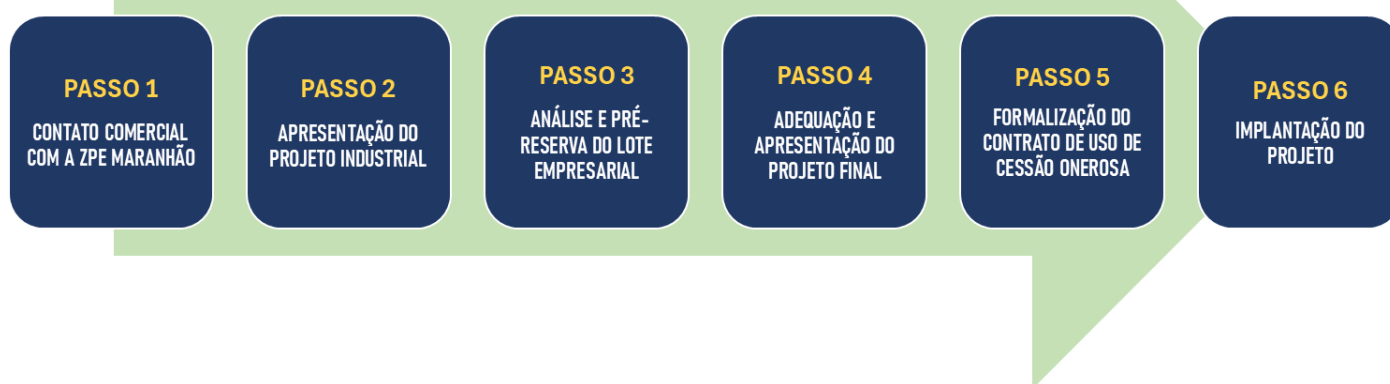 PASSO 1
CONTATO COMERCIAL
COM A ZPE MARANHÃO
PASSO 2
APRESENTAÇÃO DO
PROJETO INDUSTRIAL
PASSO 3
ANÁLISE E PRÉ-
RESERVA DO LOTE
EMPRESARIAL
PASSO 4
ADEQUAÇÃO E
APRESENTAÇÃO DO
PROJETO FINAL
PASSO 5
FORMALIZAÇÃO DO
CONTRATO DE USO DE
CESSÃO ONEROSA
PASSO 6
IMPLANTAÇÃO DO
PROJETO